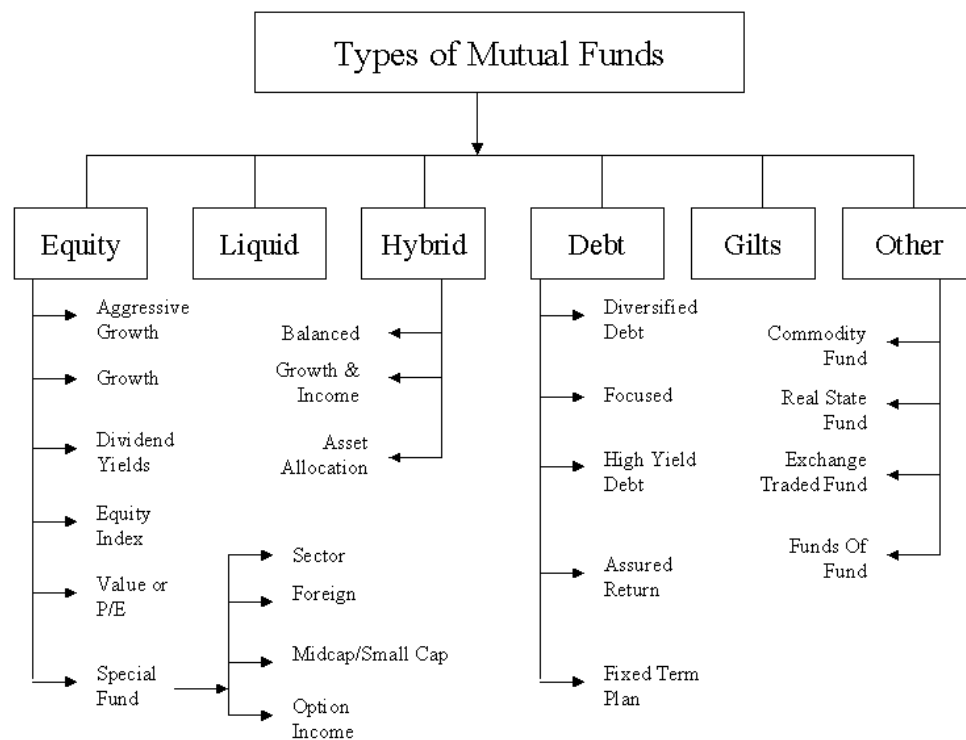 Types of Mutual Funds
Equity
Liquid
Hybrid
Debt
Gilts
Other
Aggressive
Growth
Growth
Dividend
Yields
Equity
Index
Value or
P/E
Special
Fund
Sector
Foreign
Midcap/Small Cap
Option
Income
Balanced
Growth &
Income
Asset
Allocation
Diversified
Debt
Focused
High Yield
Debt
Assured
Return
Fixed Term
Plan
Commodity
Fund
Real State
Fund
Exchange
Traded Fund
Funds Of
Fund